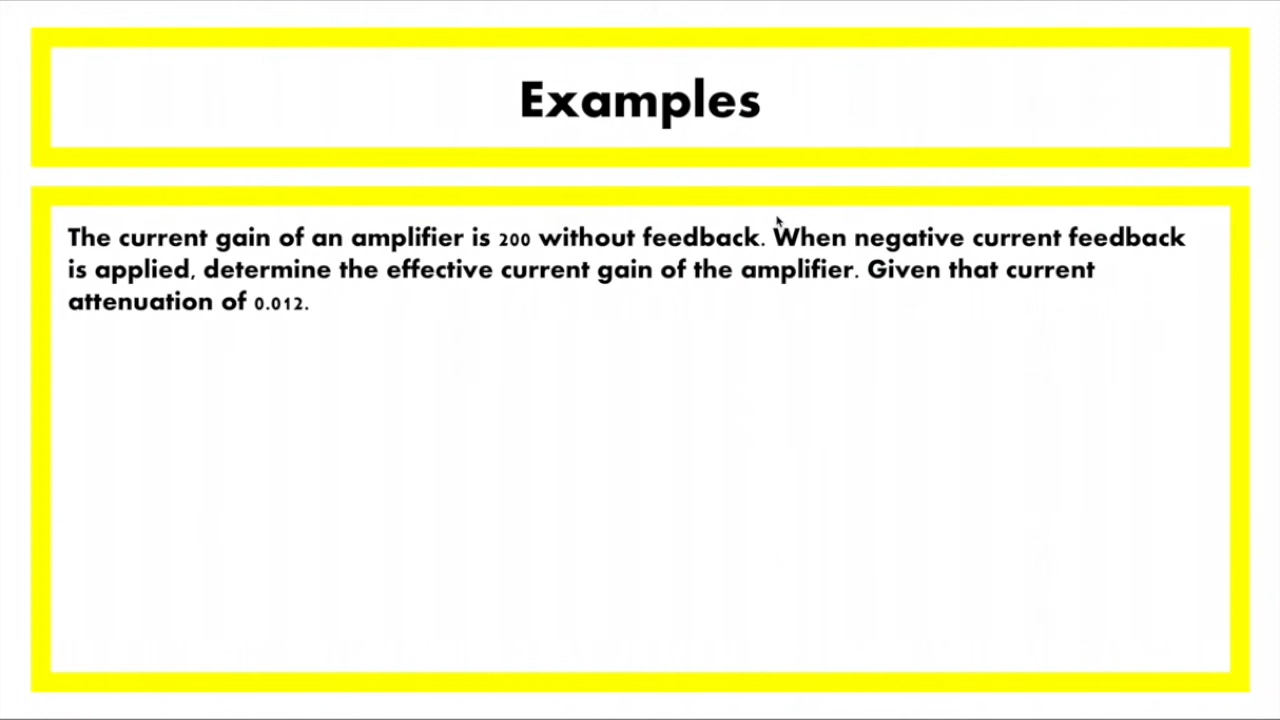 Examples
The current gain of an amplifier is 200 without feedback. When negative current feedback
is applied, determine the effective current gain of the amplifier. Given that current
attenuation of 0.012.